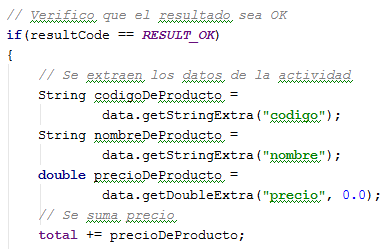 // Verifico que el resultado sea OK
if(resultCode == RESULT_OK)
{
// Se extraen los datos de la actividad
String codigoDeProducto =
data.getStringExtra("codigo");
String nombreDeProducto =
data.getStringExtra("nombre");
double precioDeProducto =
data.getDoubleExtra("precio", 0.0);
// Se suma precio
total += precioDeProducto;